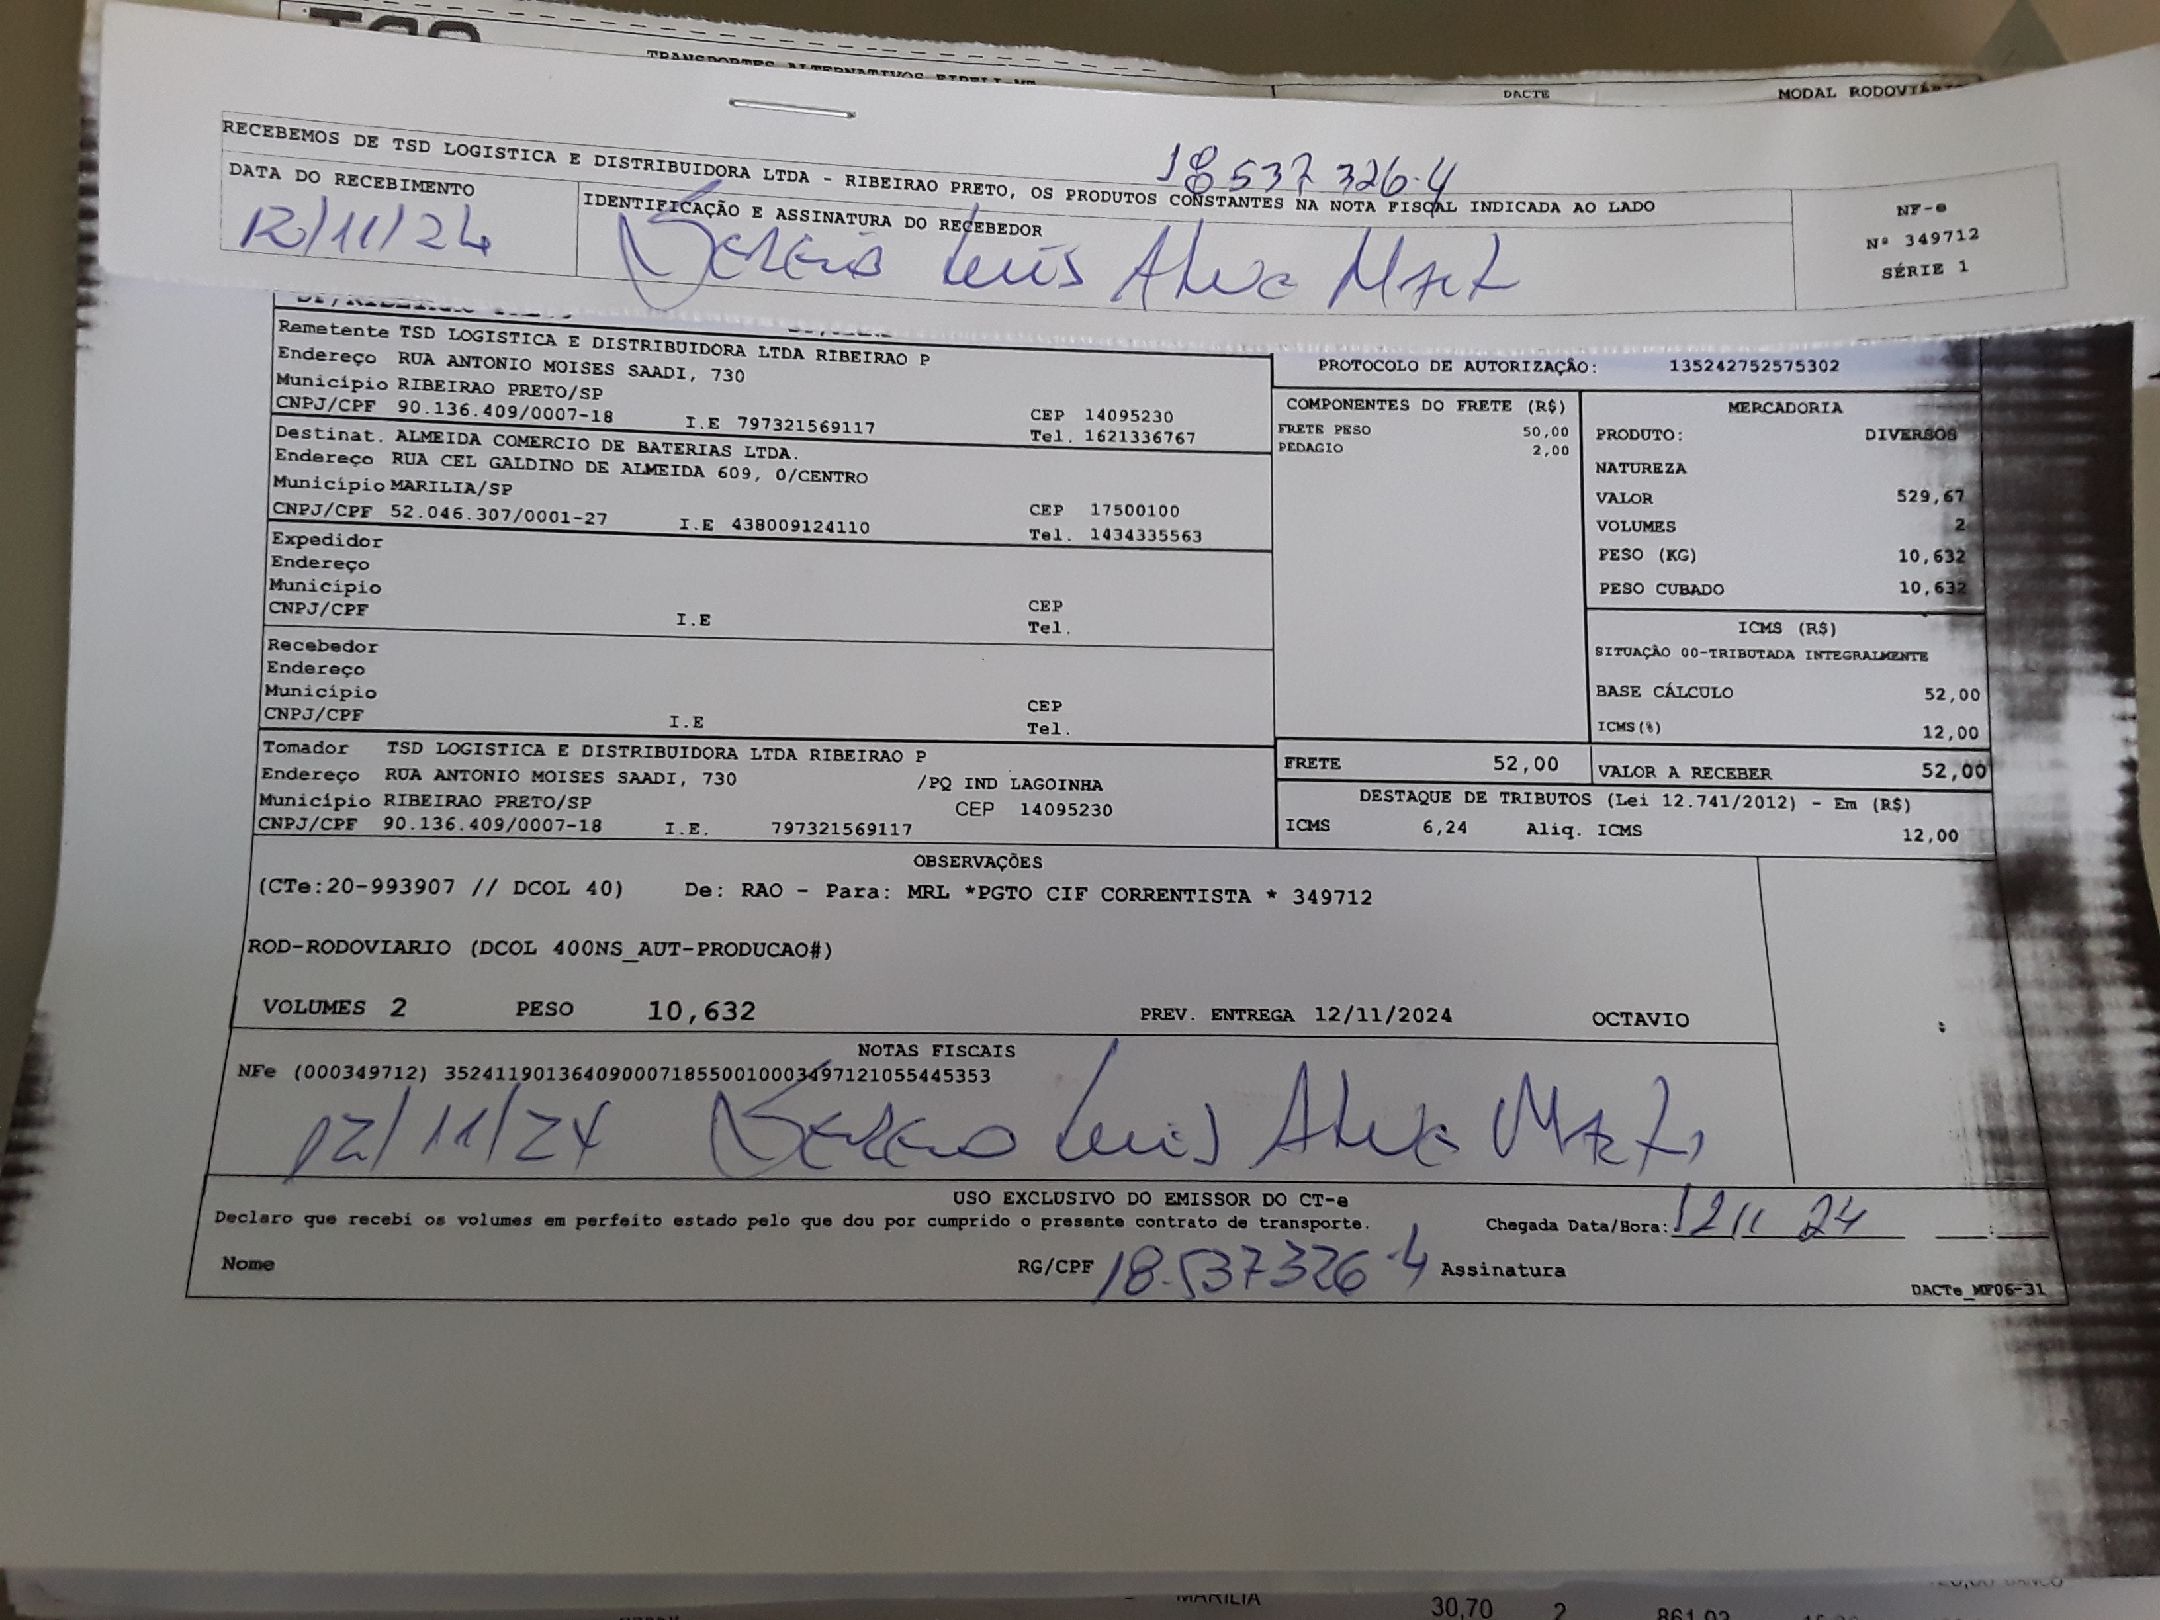 TRANSPORTES ALTERNATIVOS EIRELI-MT
DACTE
MODAL RODOVIÁRIO
18 537 326-4
RECEBEMOS DE TSD LOGISTICA E DISTRIBUIDORA LTDA - RIBEIRAO PRETO, OS PRODUTOS CONSTANTES NA NOTA FISCAL INDICADA AO LADO
DATA DO RECEBIMENTO
IDENTIFICAÇÃO E ASSINATURA DO RECEBEDOR
12/11/24
NF-e
Nº 349712
SÉRIE 1
Remetente TSD LOGISTICA E DISTRIBUIDORA LTDA RIBEIRAO P
Endereço RUA ANTONIO MOISES SAADI, 730
Município RIBEIRAO PRETO/SP
CNPJ/CPF 90.136.409/0007-18 I.E 797321569117
CEP 14095230
Tel. 1621336767
Destinat. ALMEIDA COMERCIO DE BATERIAS LTDA.
Endereço RUA CEL GALDINO DE ALMEIDA 609, 0/CENTRO
Município MARILIA/SP
CNPJ/CPF 52.046.307/0001-27 I.E 438009124110
CEP 17500100
Tel. 1434335563
Expedidor
Endereço
Município
CNPJ/CPF I.E
CEP
Tel.
Recebedor
Endereço
Município
CNPJ/CPF I.E
CEP
Tel.
Tomador TSD LOGISTICA E DISTRIBUIDORA LTDA RIBEIRAO P
Endereço RUA ANTONIO MOISES SAADI, 730 /PQ IND LAGOINHA
Município RIBEIRAO PRETO/SP CEP 14095230
CNPJ/CPF 90.136.409/0007-18 I.E. 797321569117
PROTOCOLO DE AUTORIZAÇÃO: 135242752575302
COMPONENTES DO FRETE (R$)
FRETE PESO 50,00
PEDAGIO 2,00
MERCADORIA
PRODUTO: DIVERSOS
NATUREZA
VALOR 529,67
VOLUMES 2
PESO (KG) 10,632
PESO CUBADO 10,632
ICMS (R$)
SITUAÇÃO 00-TRIBUTADA INTEGRALMENTE
BASE CÁLCULO 52,00
ICMS(%) 12,00
FRETE 52,00
VALOR A RECEBER 52,00
DESTAQUE DE TRIBUTOS (Lei 12.741/2012) - Em (R$)
ICMS 6,24 Aliq. ICMS 12,00
OBSERVAÇÕES
(CTe:20-993907 // DCOL 40) De: RAO - Para: MRL *PGTO CIF CORRENTISTA * 349712
ROD-RODOVIARIO (DCOL 400NS_AUT-PRODUCAO#)
VOLUMES 2 PESO 10,632 PREV. ENTREGA 12/11/2024 OCTAVIO
NOTAS FISCAIS
NFe (000349712) 35241190136409000718550010003497121055445353
12/11/24
USO EXCLUSIVO DO EMISSOR DO CT-e
Declaro que recebi os volumes em perfeito estado pelo que dou por cumprido o presente contrato de transporte. Chegada Data/Hora: 12 11 24 :
Nome RG/CPF 18.537326-4 Assinatura
DACTe_MF06-31
MARILIA 30,70 2